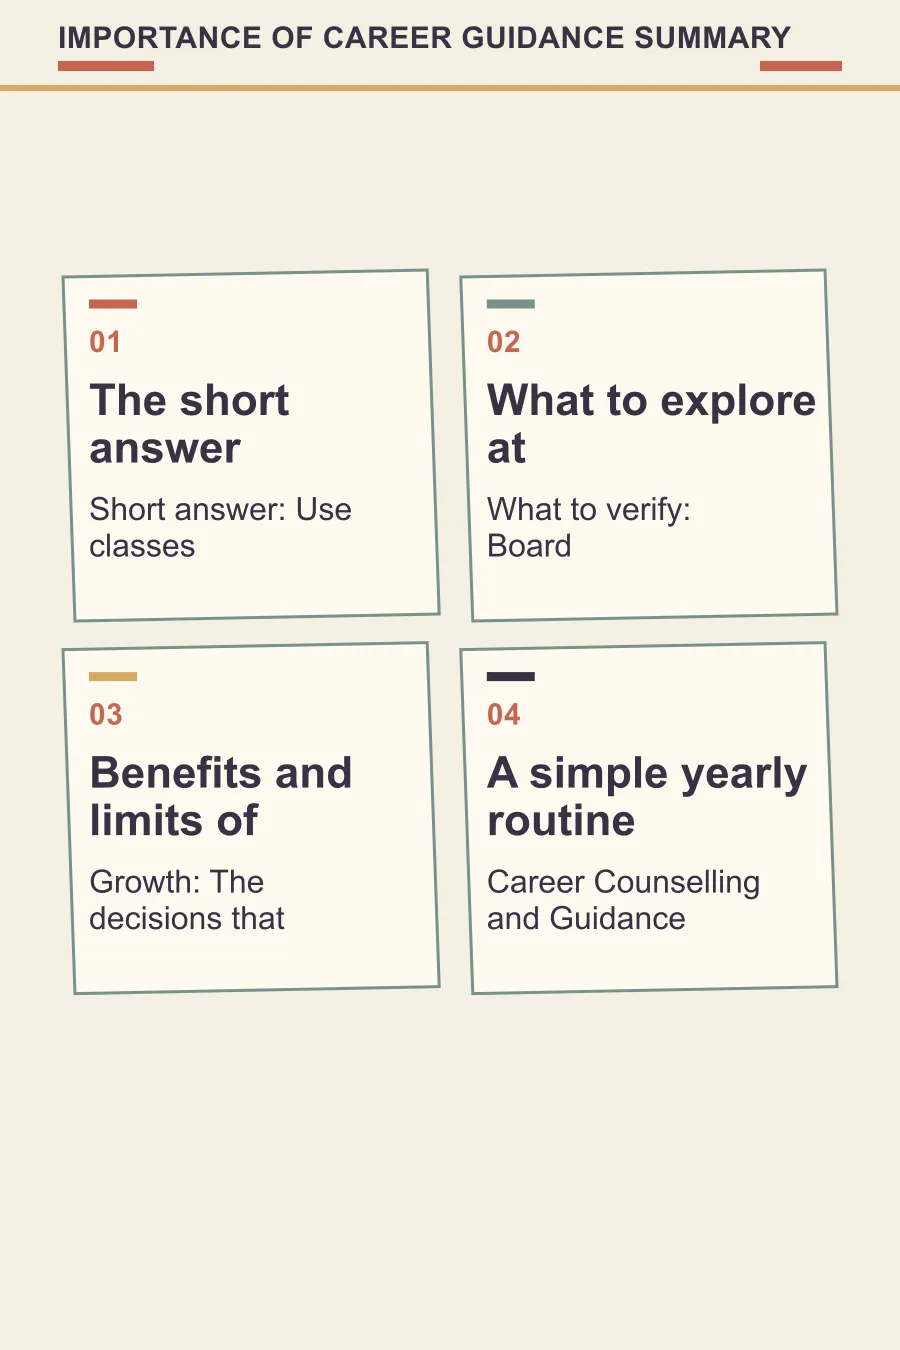 IMPORTANCE OF CAREER GUIDANCE SUMMARY
01
The short
answer
Short answer: Use
classes
02
What to explore
at
What to verify:
Board
03
Benefits and
limits of
Growth: The
decisions that
04
A simple yearly
routine
Career Counselling
and Guidance